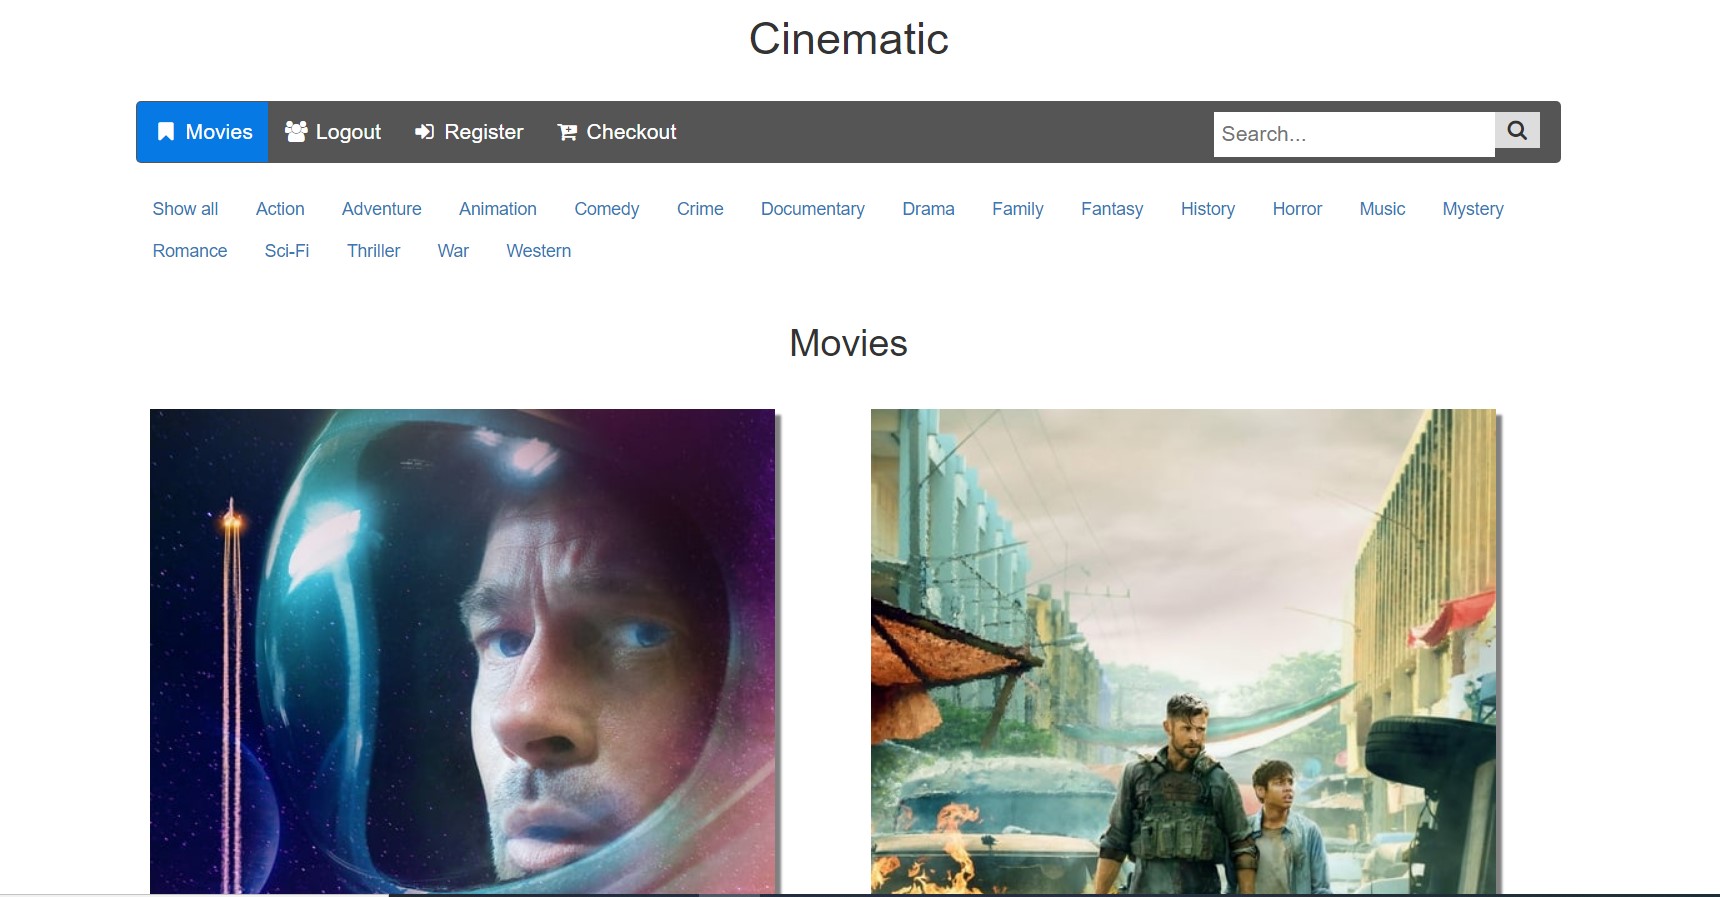 Cinematic
Movies Logout Register Checkout Search...
Show all Action Adventure Animation Comedy Crime Documentary Drama Family Fantasy History Horror Music Mystery
Romance Sci-Fi Thriller War Western
Movies